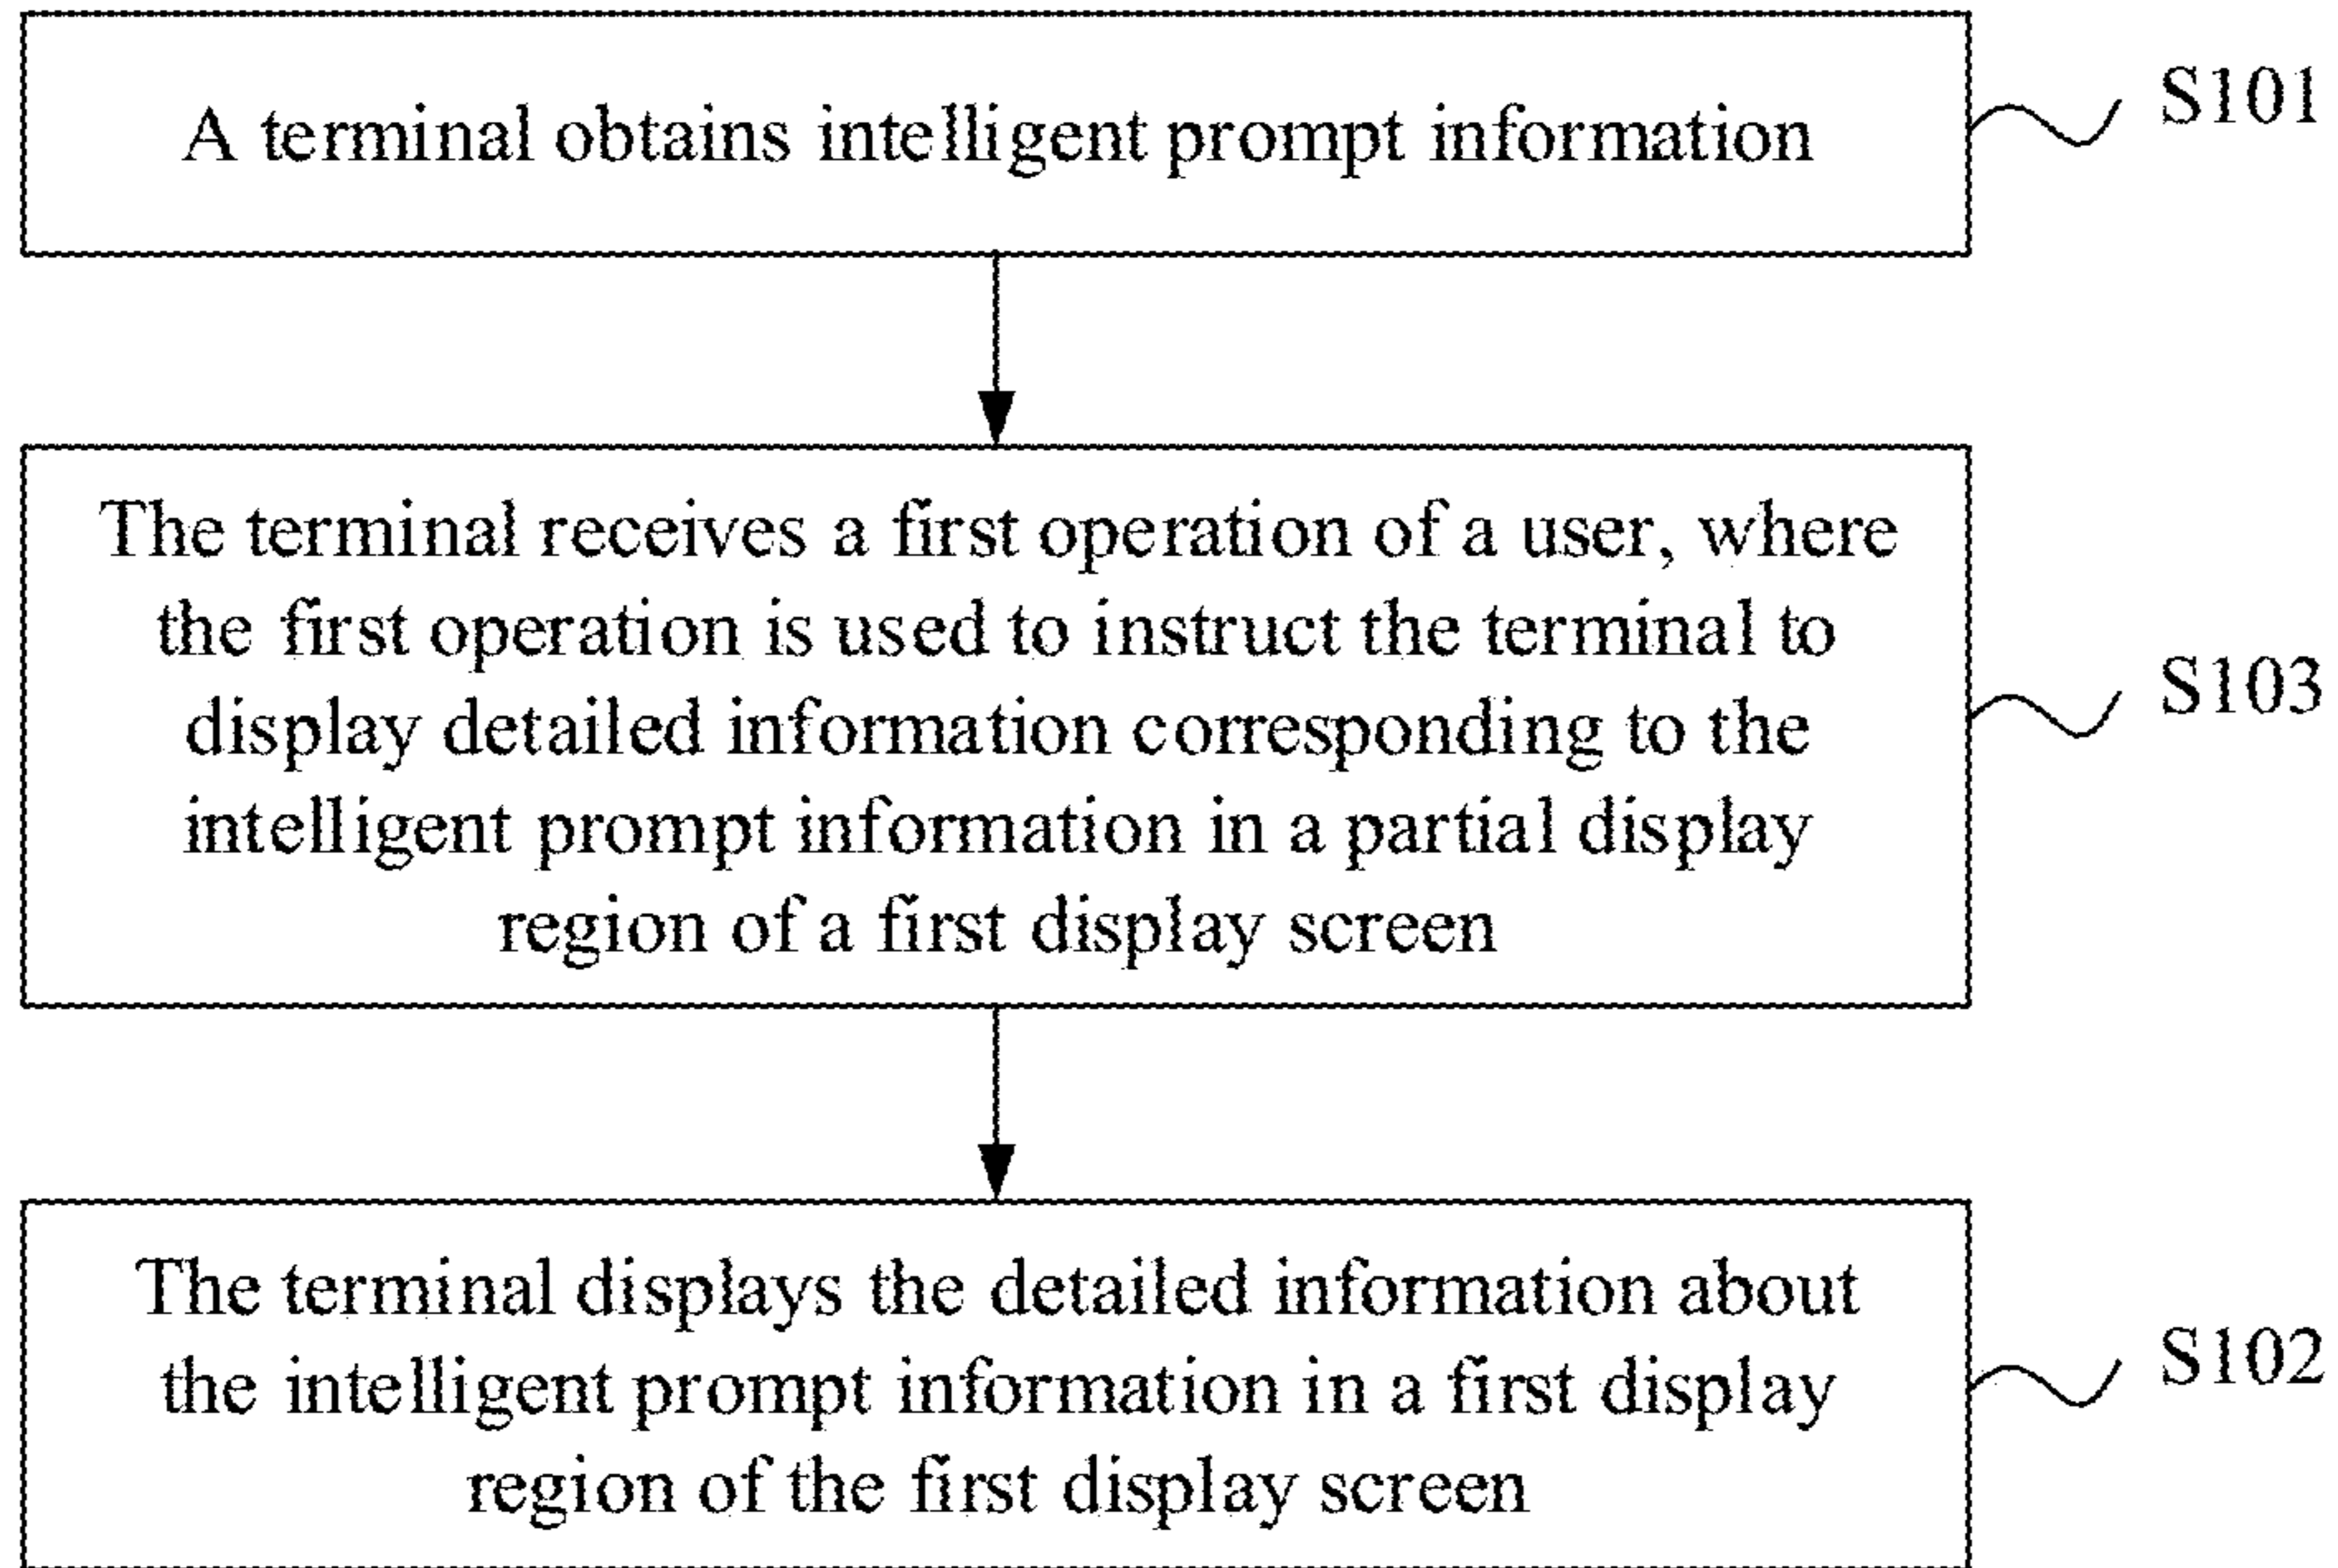 A terminal obtains intelligent prompt information
S101
The terminal receives a first operation of a user, where
the first operation is used to instruct the terminal to
display detailed information corresponding to the
intelligent prompt information in a partial display
region of a first display screen
S103
The terminal displays the detailed information about
the intelligent prompt information in a first display
region of the first display screen
S102